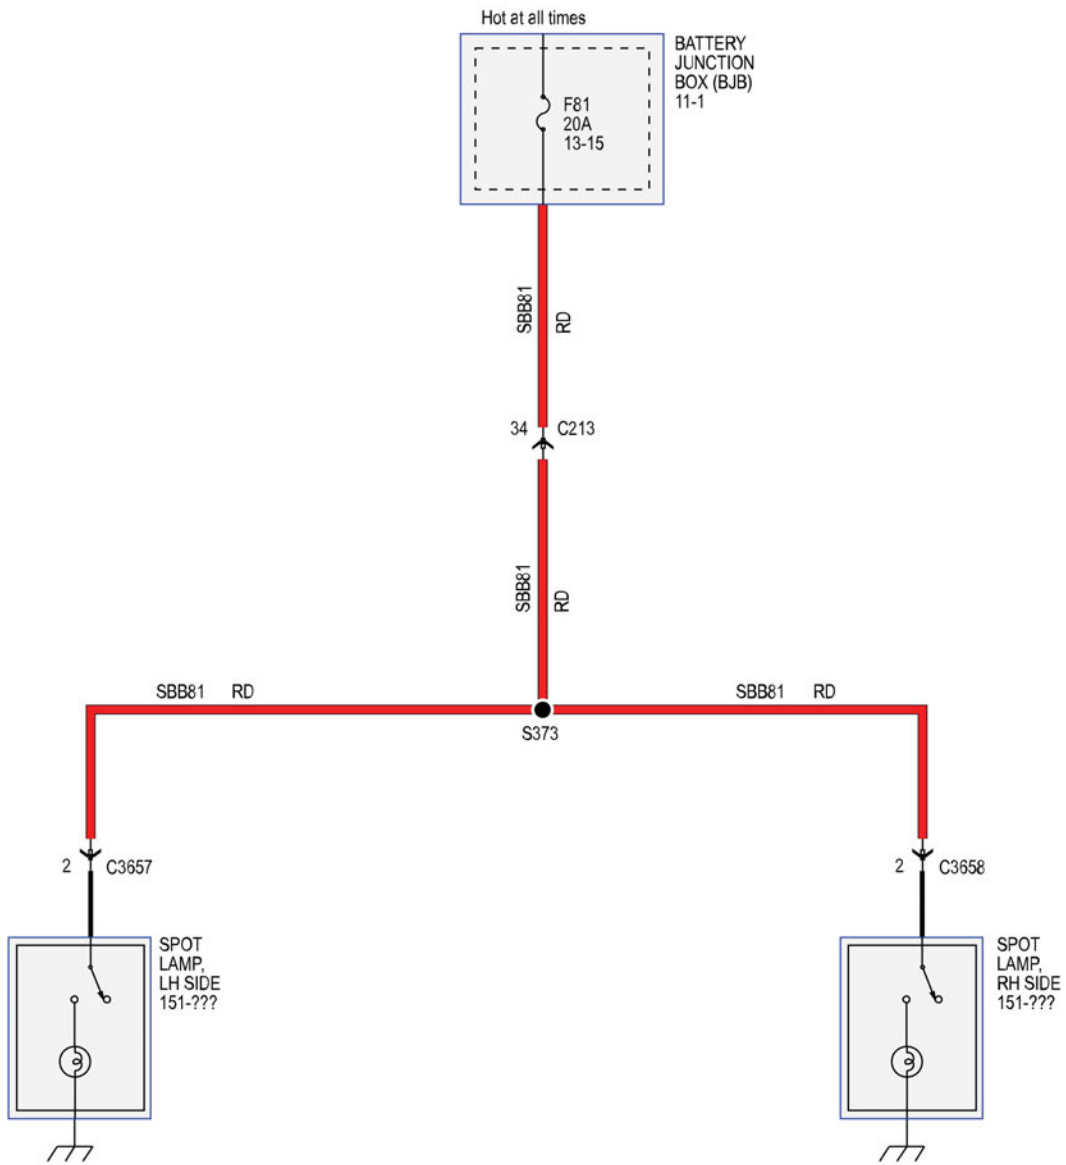 Hot at all times
BATTERY
JUNCTION
BOX (BJB)
11-1
F81
20A
13-15
SBB81
RD
34
C213
SBB81
RD
SBB81 RD
SBB81 RD
S373
2
C3657
2
C3658
SPOT
LAMP,
LH SIDE
151-???
SPOT
LAMP,
RH SIDE
151-???